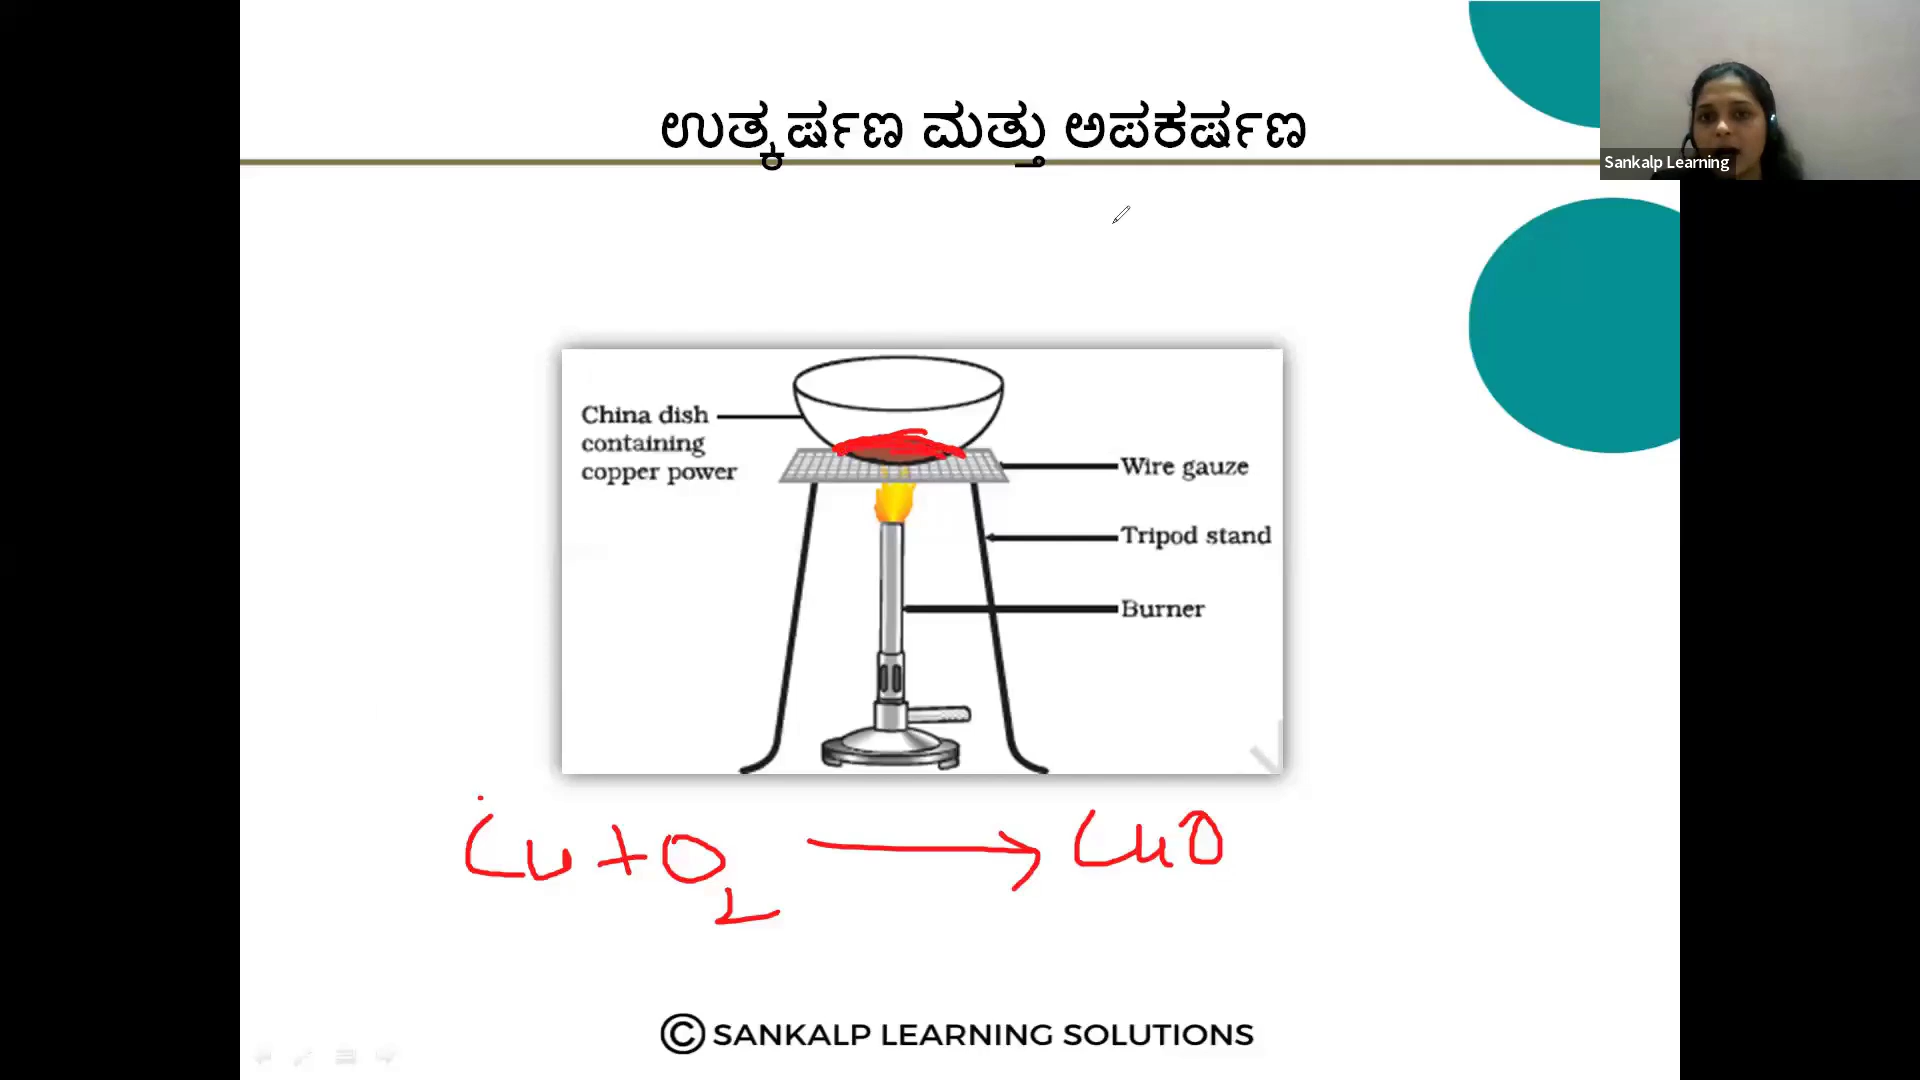 ಉತ್ಕರ್ಷಣ ಮತ್ತು ಅಪಕರ್ಷಣ
Sankalp Learning
China dish
containing
copper power
Wire gauze
Tripod stand
Burner
Cu + O2 → CuO
© SANKALP LEARNING SOLUTIONS